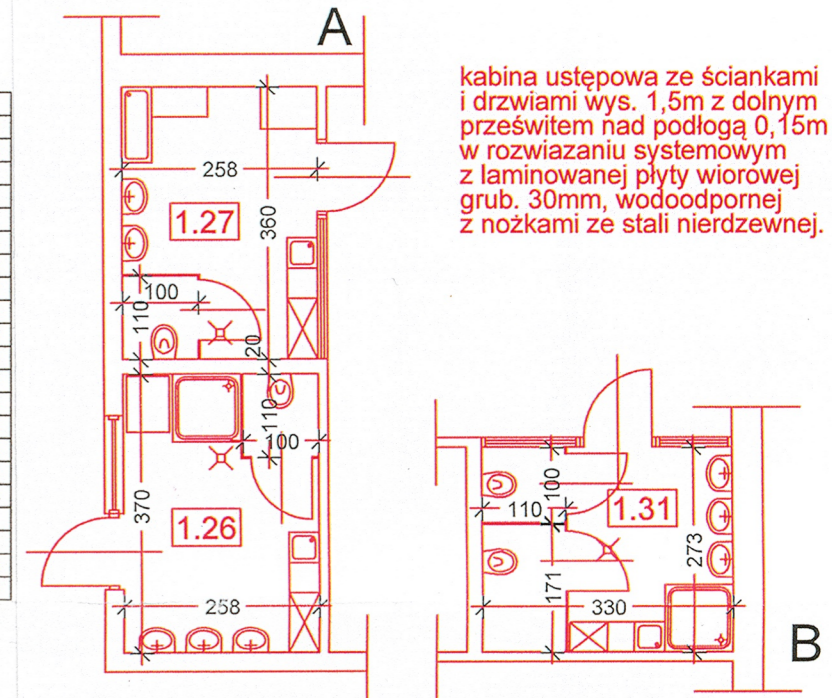 A
kabina ustępowa ze ściankami
i drzwiami wys. 1,5m z dolnym
prześwitem nad podłogą 0,15m
w rozwiazaniu systemowym
z laminowanej płyty wiorowej
grub. 30mm, wodoodpornej
z nożkami ze stali nierdzewnej.
258
1.27
360
100
110
20
110
100
370
1.26
258
100
110
1.31
273
171
330
B